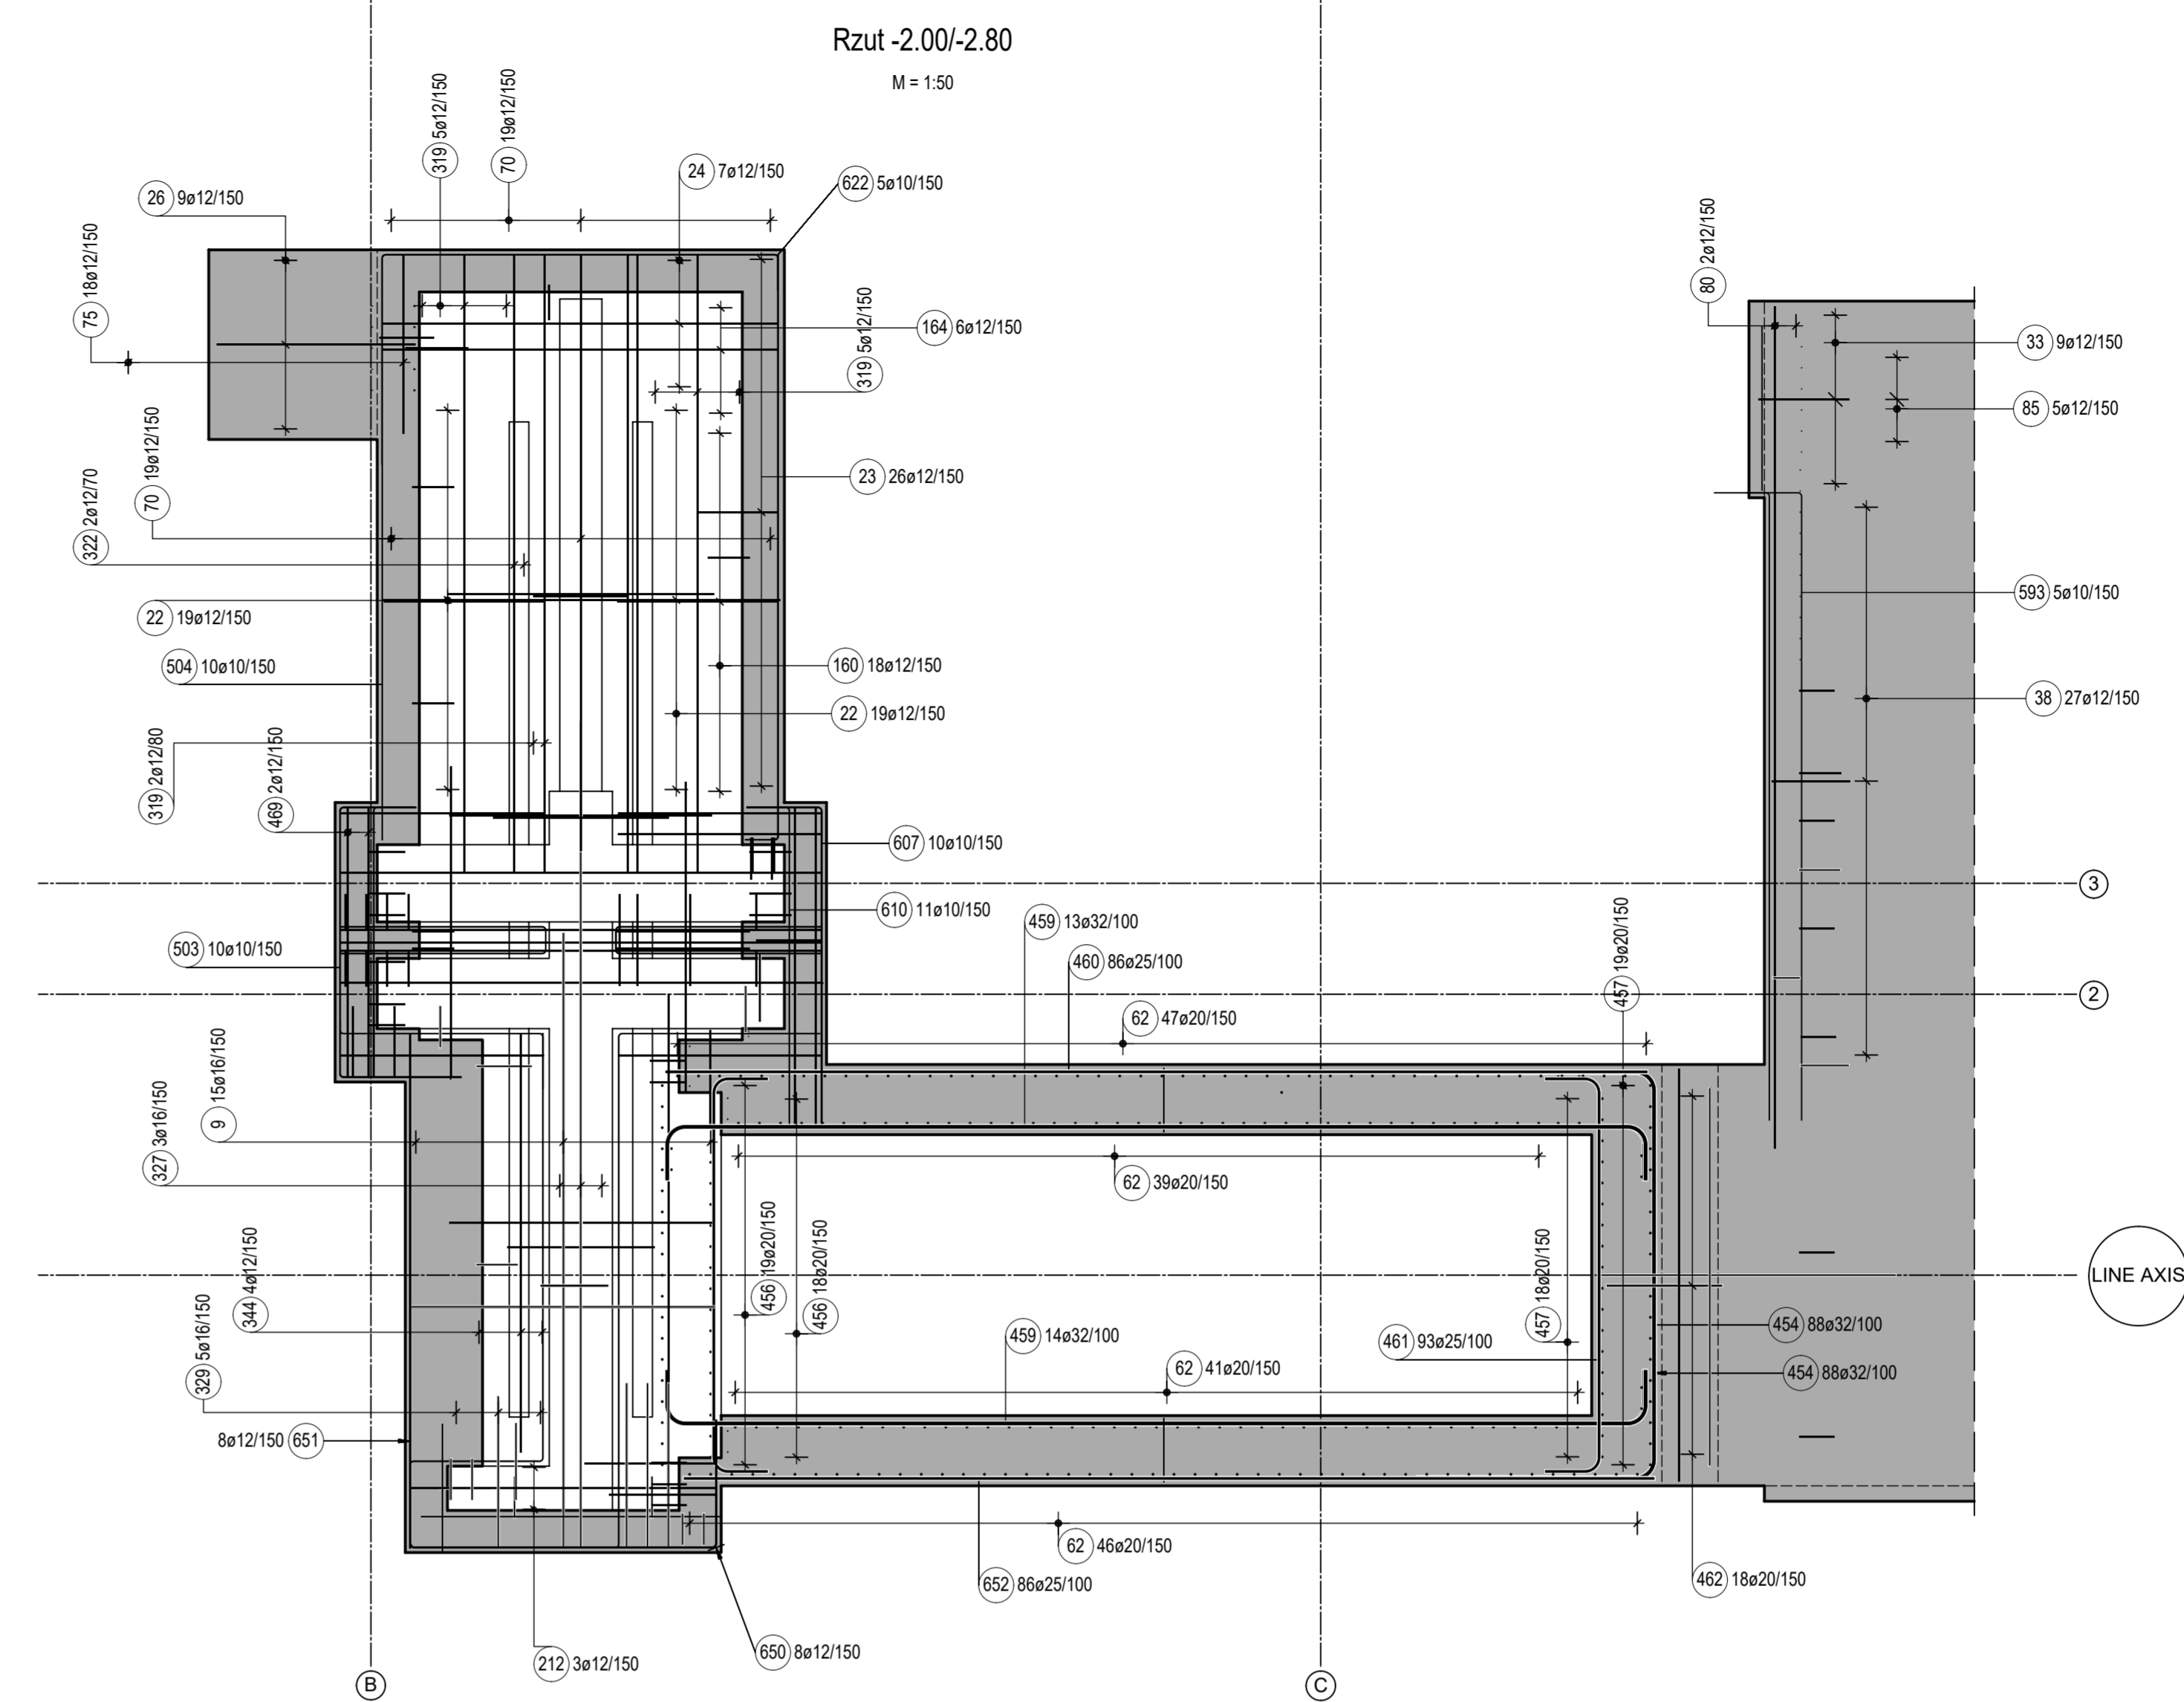 Rzut -2.00/-2.80
M = 1:50
319 5ø12/150
70 19ø12/150
24 7ø12/150
622 5ø10/150
26 9ø12/150
75 18ø12/150
80 2ø12/150
164 6ø12/150
319 5ø12/150
33 9ø12/150
85 5ø12/150
70 19ø12/150
322 2ø12/70
23 26ø12/150
593 5ø10/150
22 19ø12/150
504 10ø10/150
160 18ø12/150
22 19ø12/150
38 27ø12/150
319 2ø12/80
469 2ø12/150
607 10ø10/150
3
610 11ø10/150
459 13ø32/100
457 19ø20/150
503 10ø10/150
460 86ø25/100
2
62 47ø20/150
9 15ø16/150
327 3ø16/150
62 39ø20/150
456 19ø20/150
456 18ø20/150
457 18ø20/150
LINE AXIS
344 4ø12/150
459 14ø32/100
461 93ø25/100
454 88ø32/100
329 5ø16/150
62 41ø20/150
454 88ø32/100
8ø12/150 651
62 46ø20/150
652 86ø25/100
462 18ø20/150
650 8ø12/150
212 3ø12/150
B
C